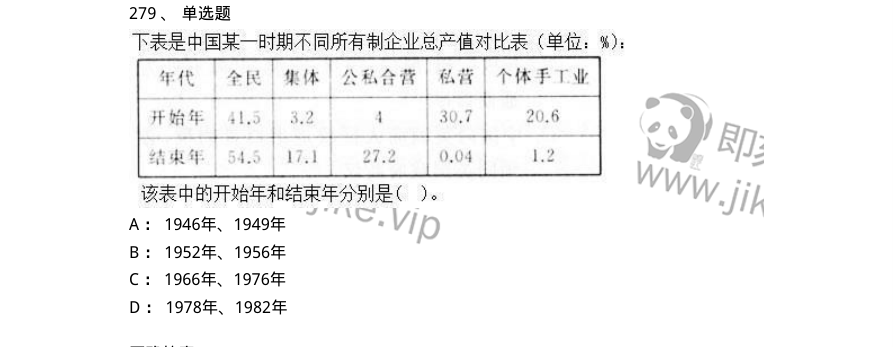 279 、 单选题
下表是中国某一时期不同所有制企业总产值对比表（单位：%）：
年代 全民 集体 公私合营 私营 个体手工业
开始年 41.5 3.2 4 30.7 20.6
结束年 54.5 17.1 27.2 0.04 1.2
即
www.jik
该表中的开始年和结束年分别是( )。
jike.vip
A ： 1946年、1949年
B ： 1952年、1956年
C ： 1966年、1976年
D ： 1978年、1982年